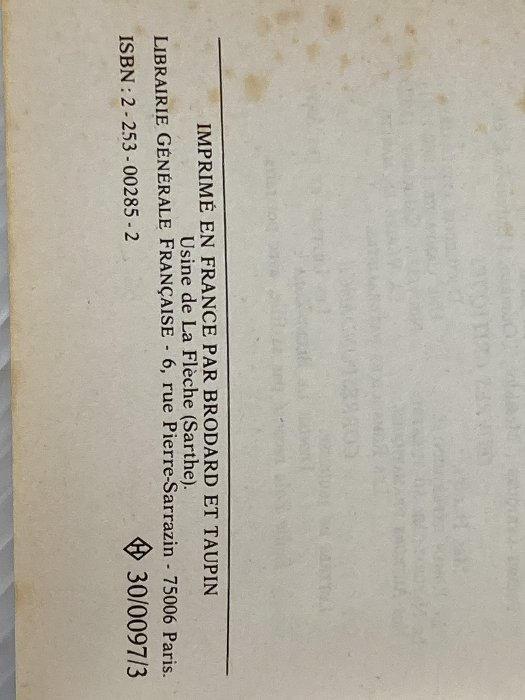 IMPRIMÉ EN FRANCE PAR BRODARD ET TAUPIN
Usine de La Flèche (Sarthe).
LIBRAIRIE GÉNÉRALE FRANÇAISE - 6, rue Pierre-Sarrazin - 75006 Paris.
ISBN : 2 - 253 - 00285 - 2 H 30/0097/3